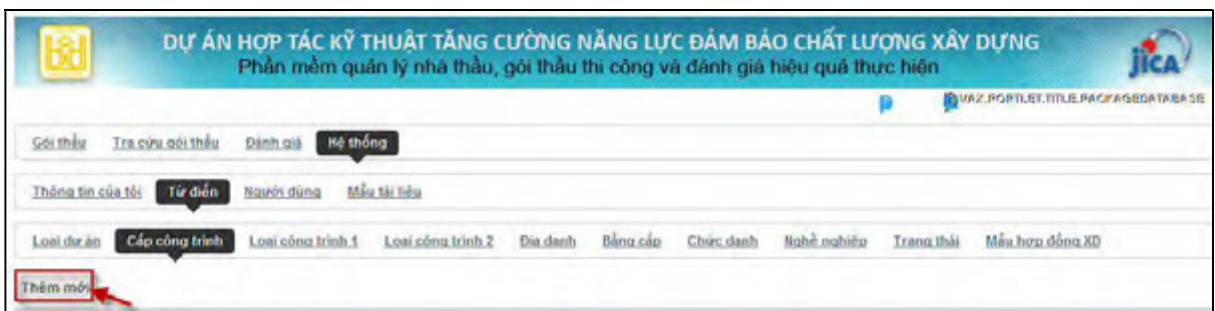 DỰ ÁN HỢP TÁC KỸ THUẬT TĂNG CƯỜNG NĂNG LỰC ĐẢM BẢO CHẤT LƯỢNG XÂY DỰNG
Phần mềm quản lý nhà thầu, gói thầu thi công và đánh giá hiệu quả thực hiện
jica
JAVAX.PORTLET.TITLE.PACKAGEDATABASE
Gói thầu Tra cứu gói thầu Đánh giá Hệ thống
Thông tin của tôi Từ điển Người dùng Mẫu tài liệu
Loại dự án Cấp công trình Loại công trình 1 Loại công trình 2 Địa danh Bằng cấp Chức danh Nghề nghiệp Trạng thái Mẫu hợp đồng XD
Thêm mới